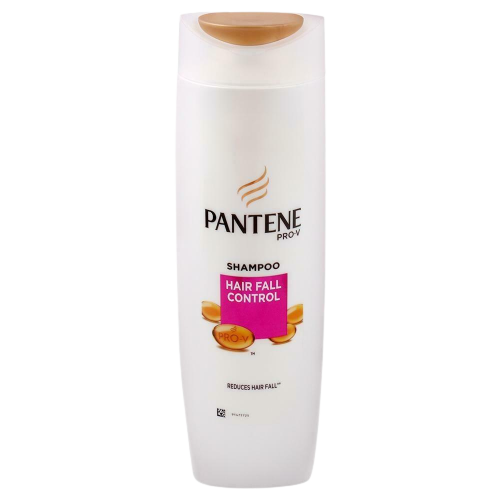 PANTENE
PRO-V
SHAMPOO
HAIR FALL
CONTROL
PRO-V
REDUCES HAIR FALL**